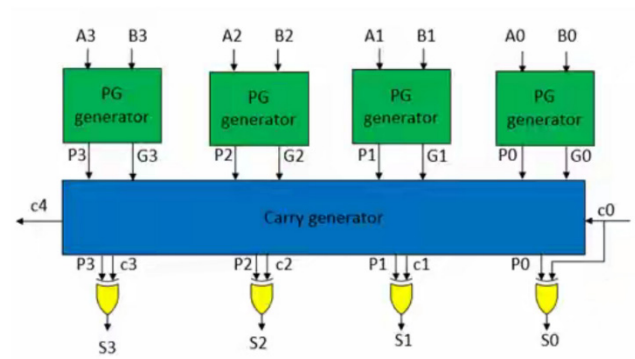 A3 B3 A2 B2 A1 B1 A0 B0
PG PG PG PG
generator generator generator generator
P3 G3 P2 G2 P1 G1 P0 G0
c4 Carry generator c0
P3 c3 P2 c2 P1 c1 P0
S3 S2 S1 S0